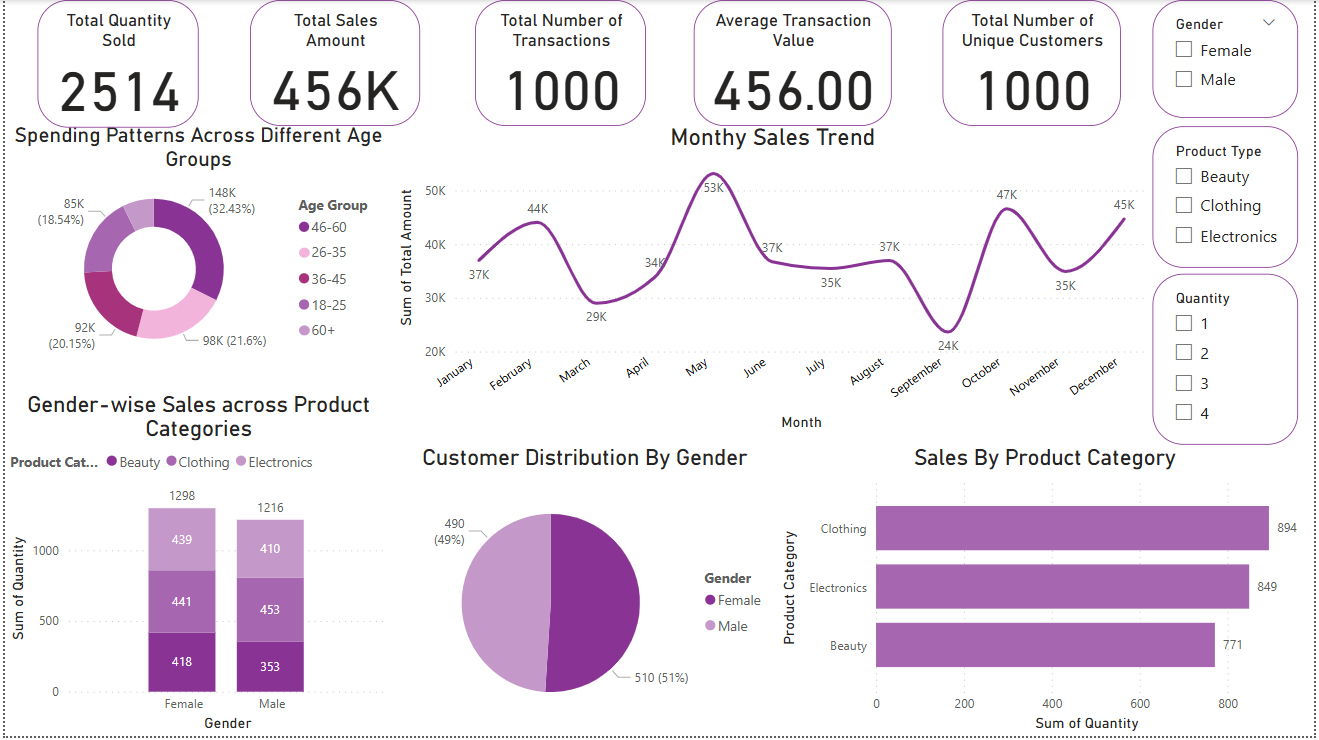 Total Quantity
Sold
2514
Total Sales
Amount
456K
Total Number of
Transactions
1000
Average Transaction
Value
456.00
Total Number of
Unique Customers
1000
Gender
Female
Male
Spending Patterns Across Different Age
Groups
148K
(32.43%)
85K
(18.54%)
92K
(20.15%)
98K (21.6%)
Age Group
46-60
26-35
36-45
18-25
60+
Monthy Sales Trend
Sum of Total Amount
50K
40K
30K
20K
37K
44K
29K
34K
53K
37K
35K
37K
24K
47K
35K
45K
January
February
March
April
May
June
July
August
September
October
November
December
Month
Product Type
Beauty
Clothing
Electronics
Quantity
1
2
3
4
Gender-wise Sales across Product
Categories
Product Cat... Beauty Clothing Electronics
Sum of Quantity
1000
500
0
1298
439
441
418
1216
410
453
353
Female
Male
Gender
Customer Distribution By Gender
490
(49%)
510 (51%)
Gender
Female
Male
Sales By Product Category
Product Category
Clothing
894
Electronics
849
Beauty
771
0 200 400 600 800
Sum of Quantity